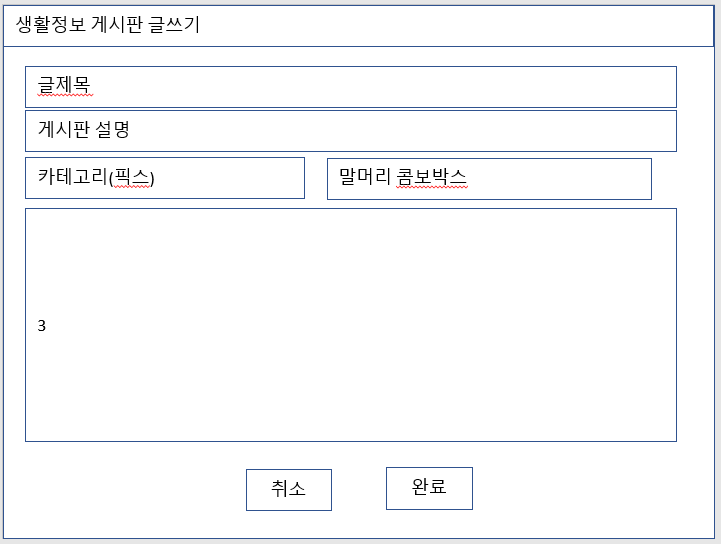 생활정보 게시판 글쓰기
글제목
게시판 설명
카테고리(픽스)
말머리 콤보박스
3
취소
완료